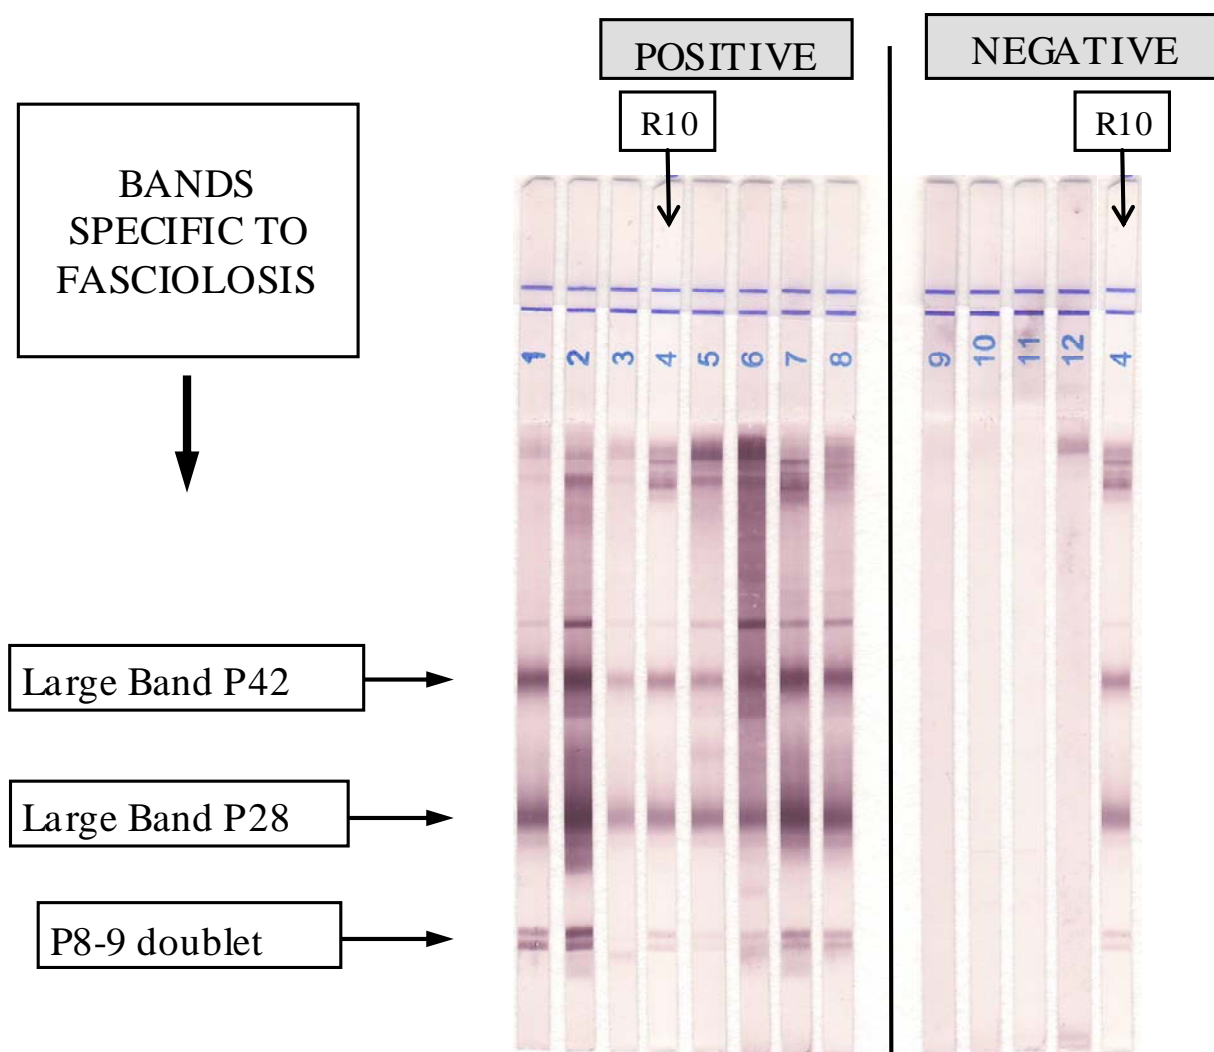 POSITIVE
NEGATIVE
R10
R10
BANDS
SPECIFIC TO
FASCIOLOSIS
1 2 3 4 5 6 7 8
9 10 11 12 4
Large Band P42
Large Band P28
P8-9 doublet